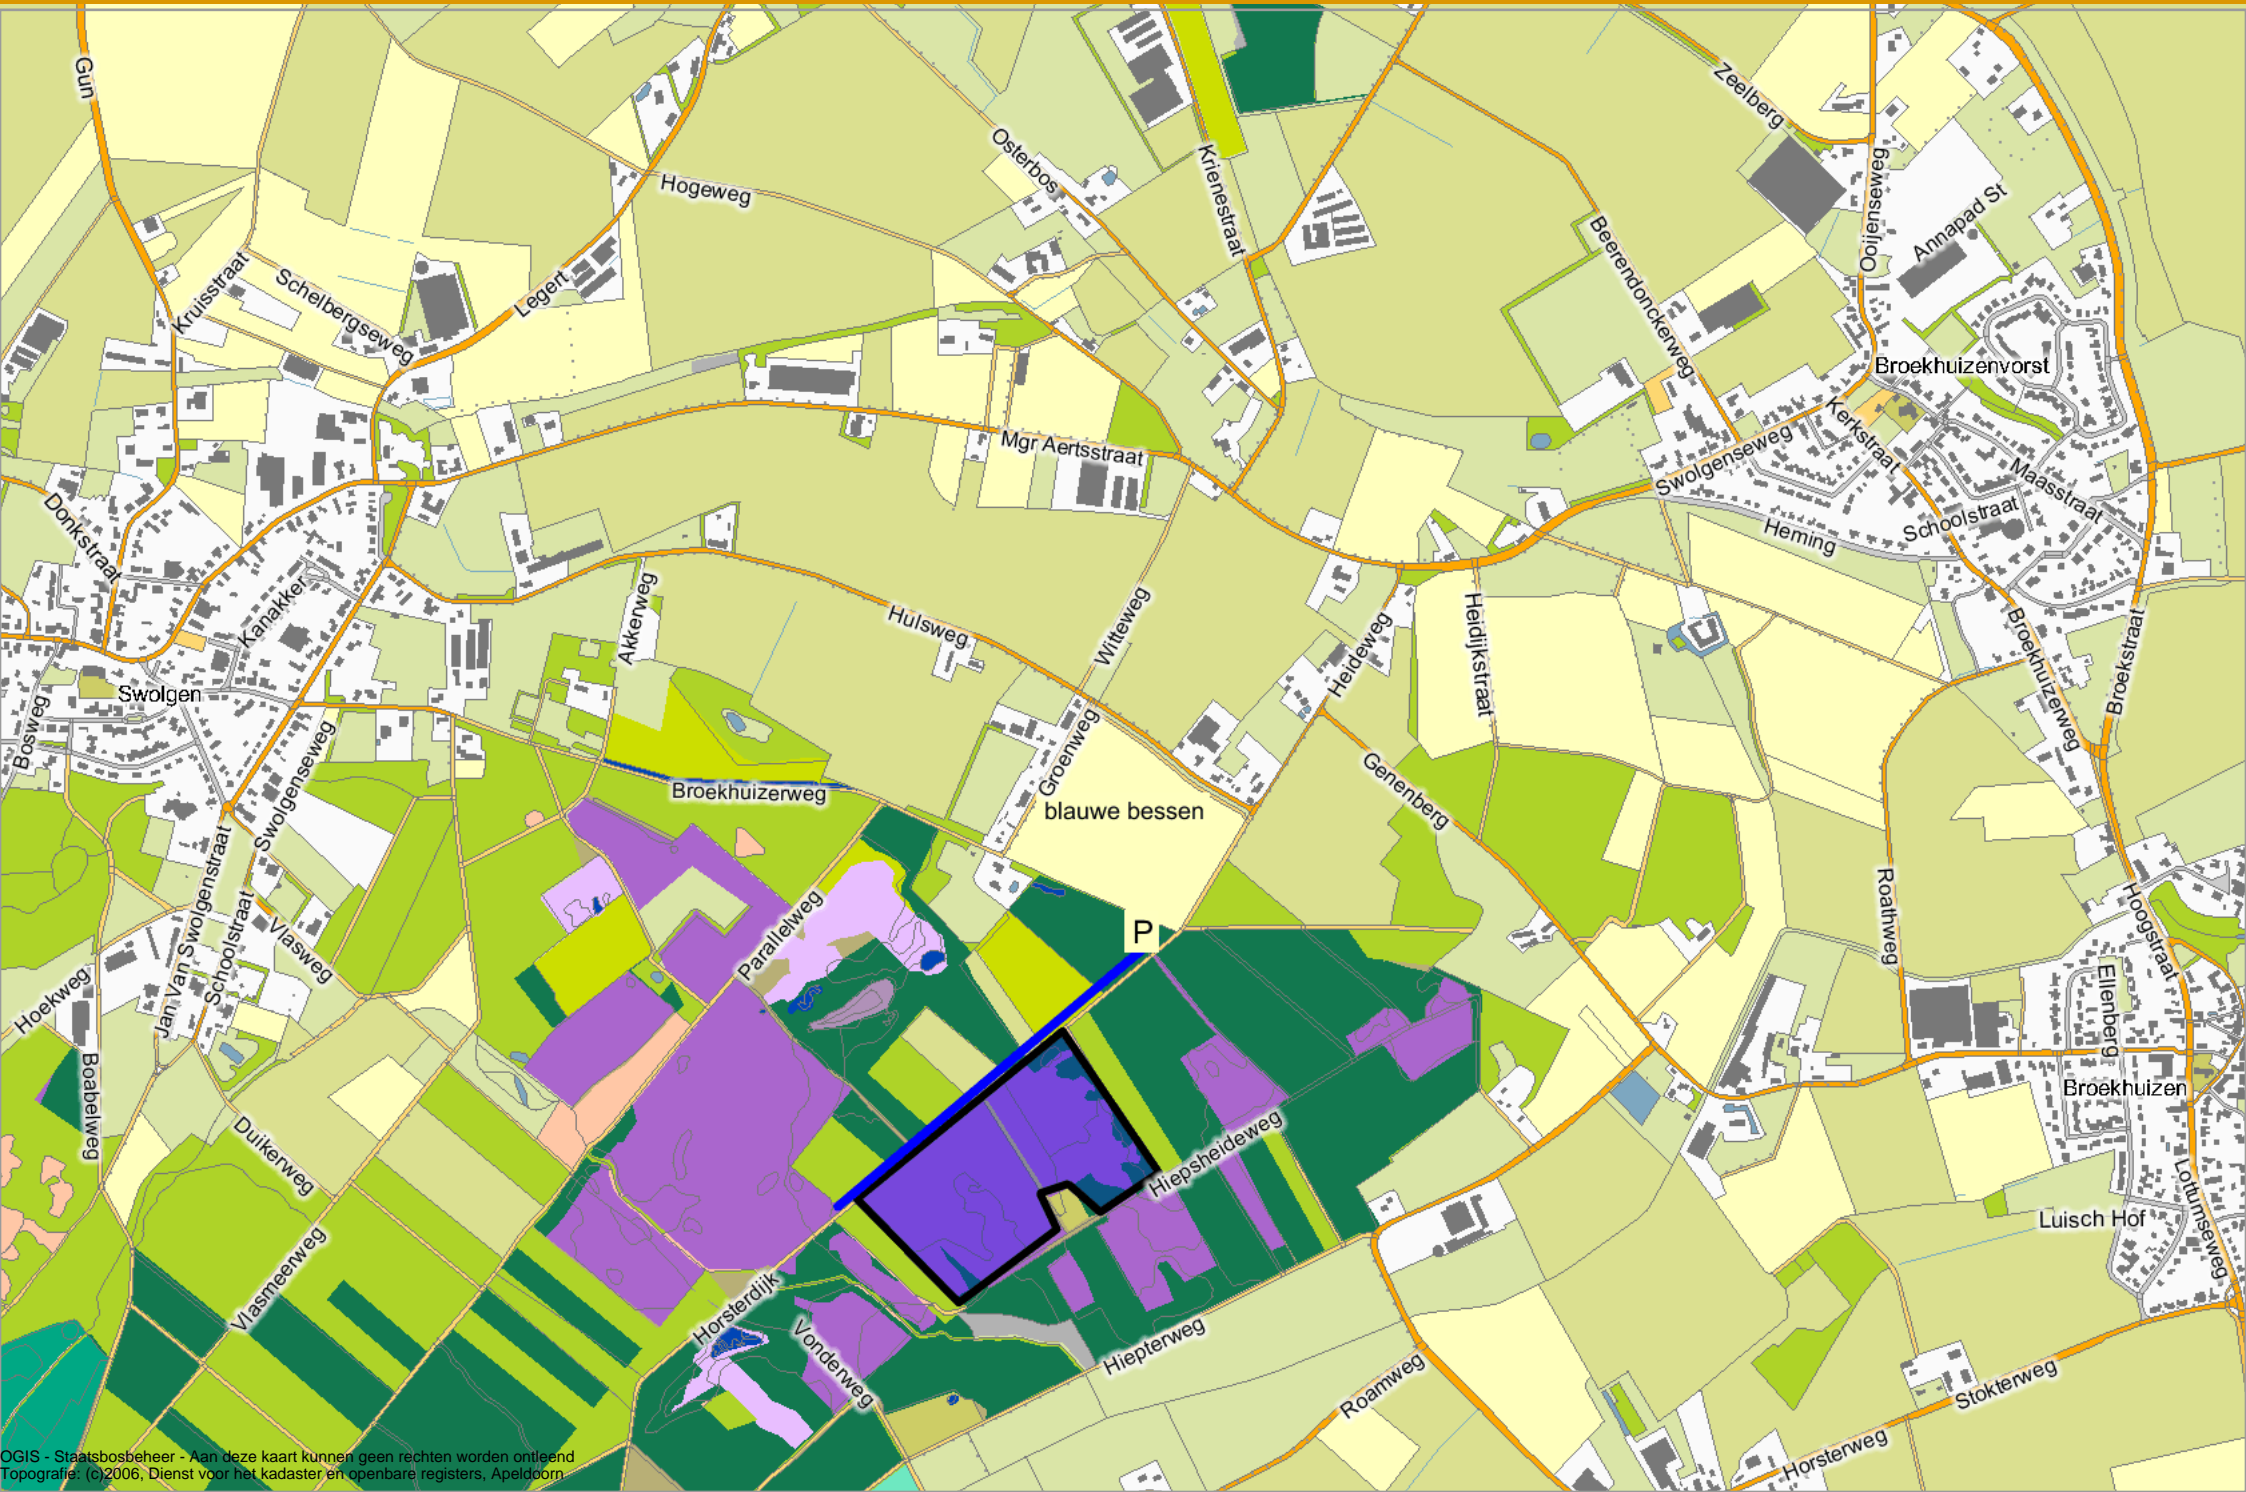 Gun
Zeelberg
Osterbos
Krienestraat
Hogeweg
Ooijenseweg
Annapad St
Beerendonckerweg
Kruisstraat
Schelbergseweg
Legert
Broekhuizenvorst
Kerkstraat
Mgr Aertsstraat
Swolgenseweg
Maasstraat
Donkstraat
Schoolstraat
Heming
Kanakker
Akkerweg
Hulsweg
Witteweg
Heideweg
Heidijkstraat
Broekhuizerweg
Broekstraat
Swolgen
Bosweg
Swolgenseweg
Groenweg
Genenberg
Broekhuizerweg
blauwe bessen
Jan Van Swolgenstraat
Schoolstraat
Vlasweg
Parallelweg
P
Roathweg
Hoogstraat
Hoekweg
Boabelweg
Ellenberg
Broekhuizen
Duikerweg
Hiepsheideweg
Lottumseweg
Luisch Hof
Vlasmeerweg
Horsterdijk
Vonderweg
Hiepterweg
Roamweg
Stokterweg
Horsterweg
OGIS - Staatsbosbeheer - Aan deze kaart kunnen geen rechten worden ontleend
Topografie: (c)2006, Dienst voor het kadaster en openbare registers, Apeldoorn